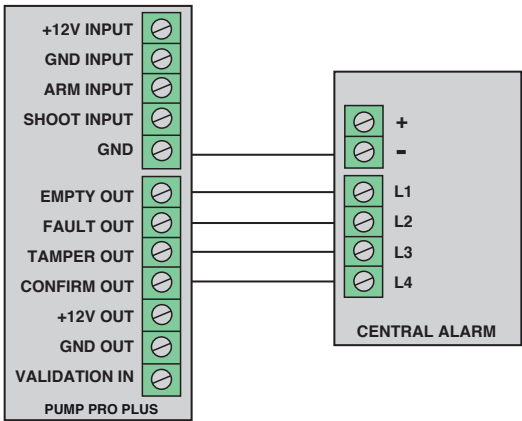 +12V INPUT
GND INPUT
ARM INPUT
SHOOT INPUT
GND
EMPTY OUT
FAULT OUT
TAMPER OUT
CONFIRM OUT
+12V OUT
GND OUT
VALIDATION IN
PUMP PRO PLUS
+
-
L1
L2
L3
L4
CENTRAL ALARM